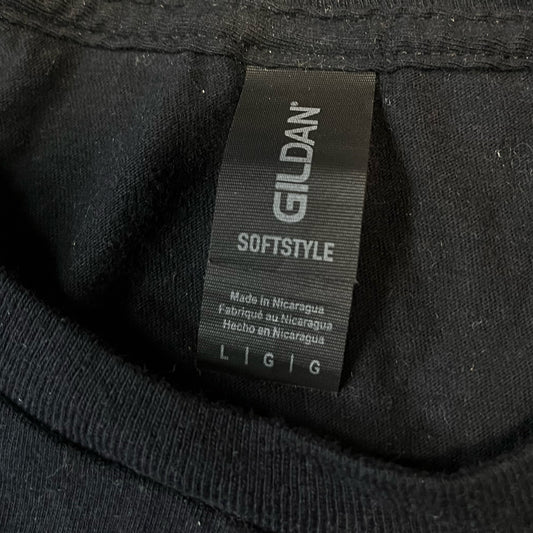 GILDAN®
SOFTSTYLE
Made in Nicaragua
Fabriqué au Nicaragua
Hecho en Nicaragua
L | G | G